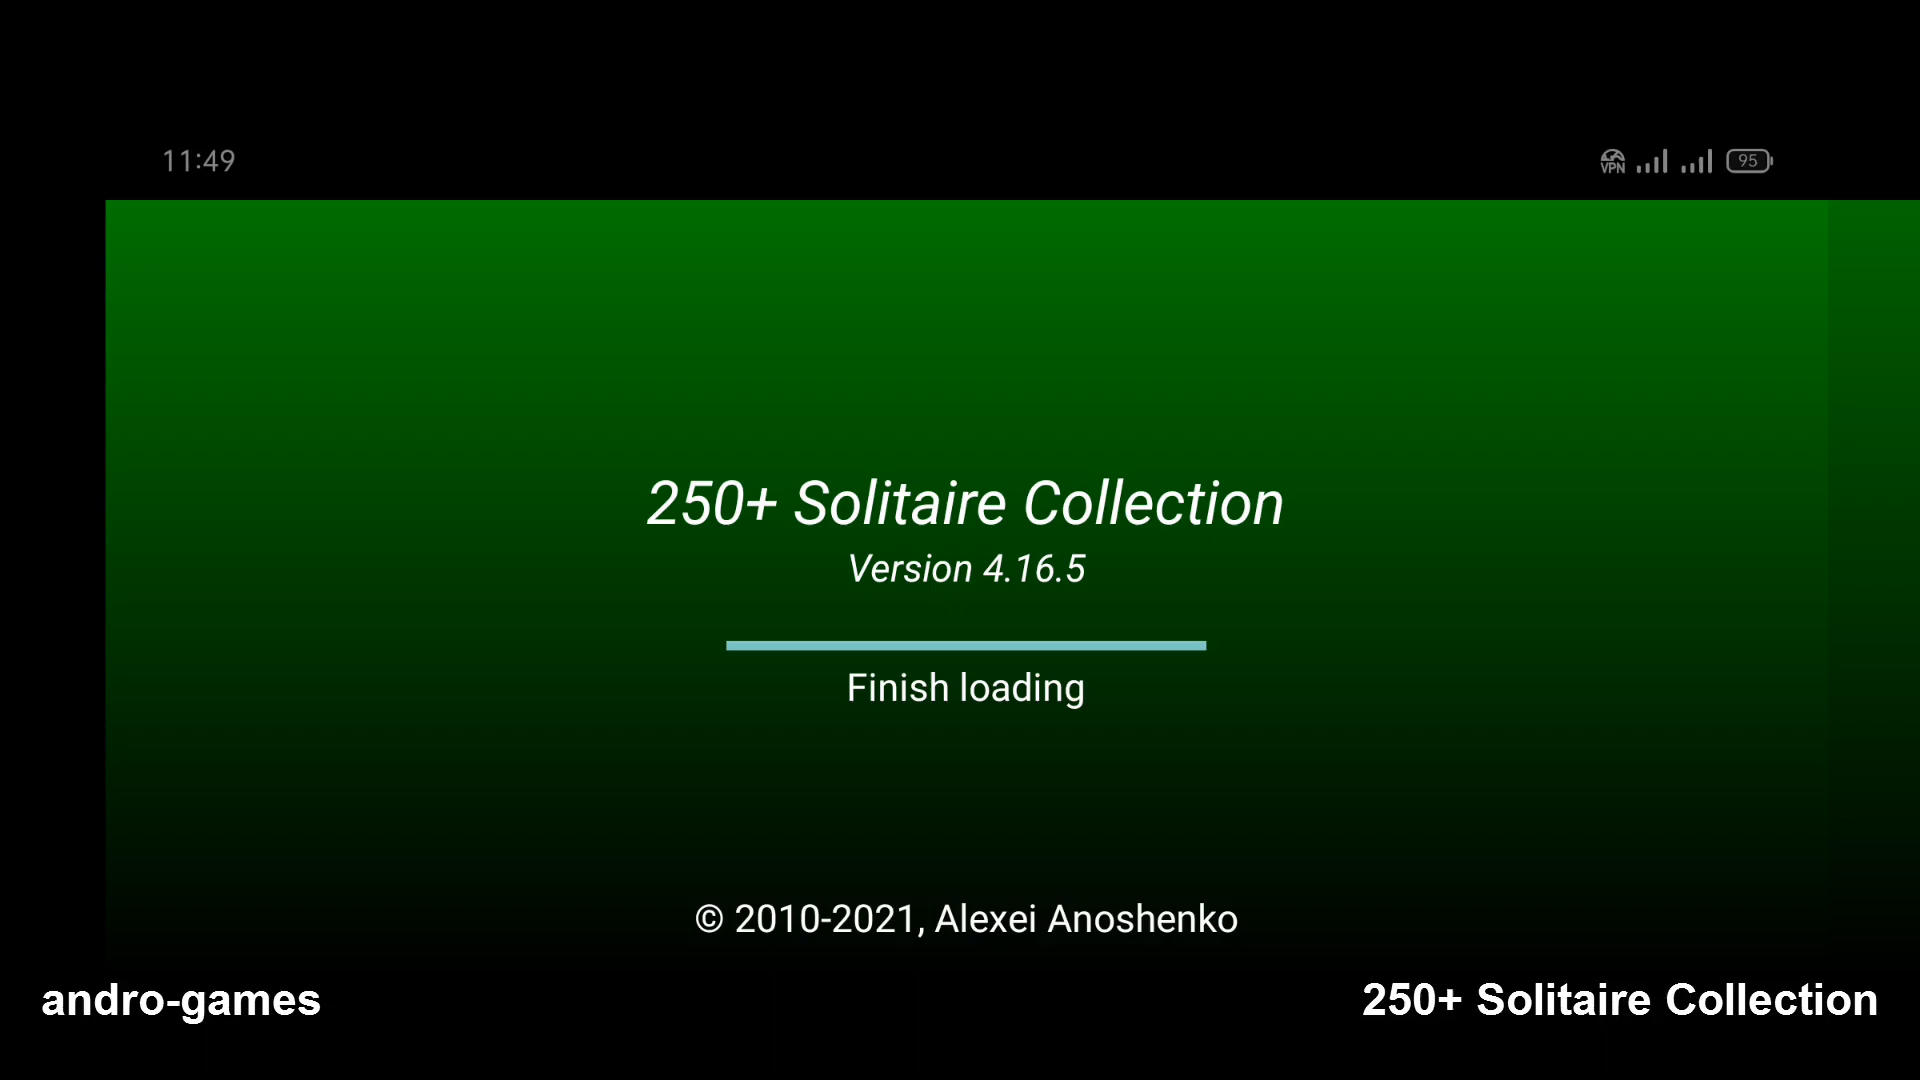 11:49
VPN
95
250+ Solitaire Collection
Version 4.16.5
Finish loading
© 2010-2021, Alexei Anoshenko
andro-games
250+ Solitaire Collection